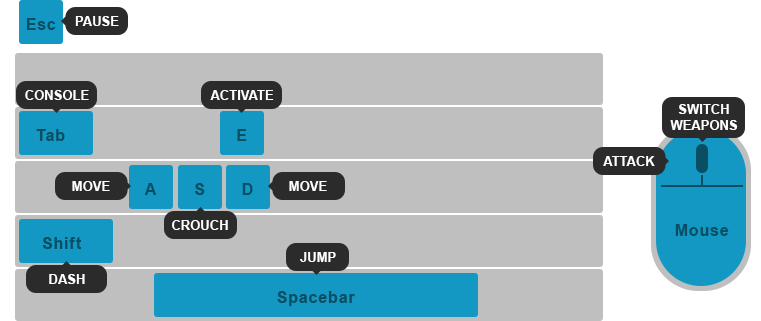 Esc
PAUSE
CONSOLE
ACTIVATE
Tab
E
SWITCH
WEAPONS
ATTACK
MOVE
A
S
D
MOVE
CROUCH
Mouse
Shift
DASH
JUMP
Spacebar